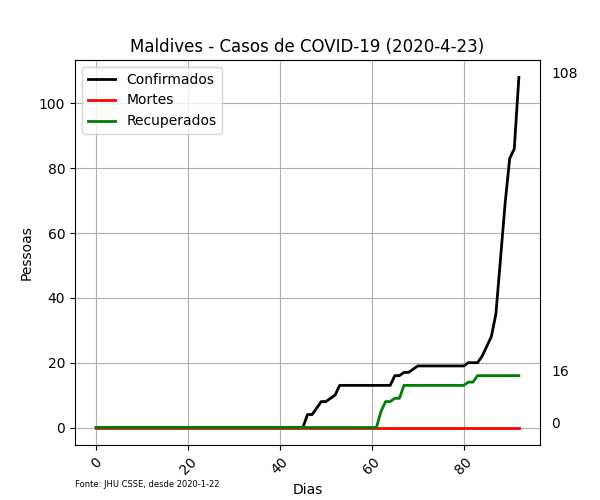 Maldives - Casos de COVID-19 (2020-4-23)
Confirmados
Mortes
Recuperados
108
16
0
Pessoas
100
80
60
40
20
0
0
20
40
60
80
Dias
Fonte: JHU CSSE, desde 2020-1-22